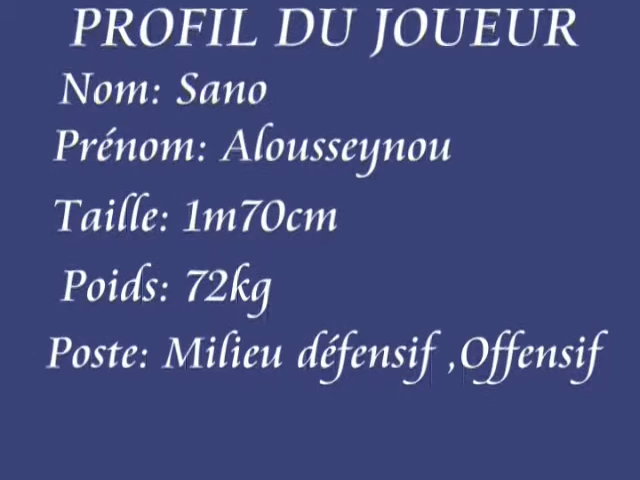 PROFIL DU JOUEUR
Nom: Sano
Prénom: Alousseynou
Taille: 1m70cm
Poids: 72kg
Poste: Milieu défensif ,Offensif